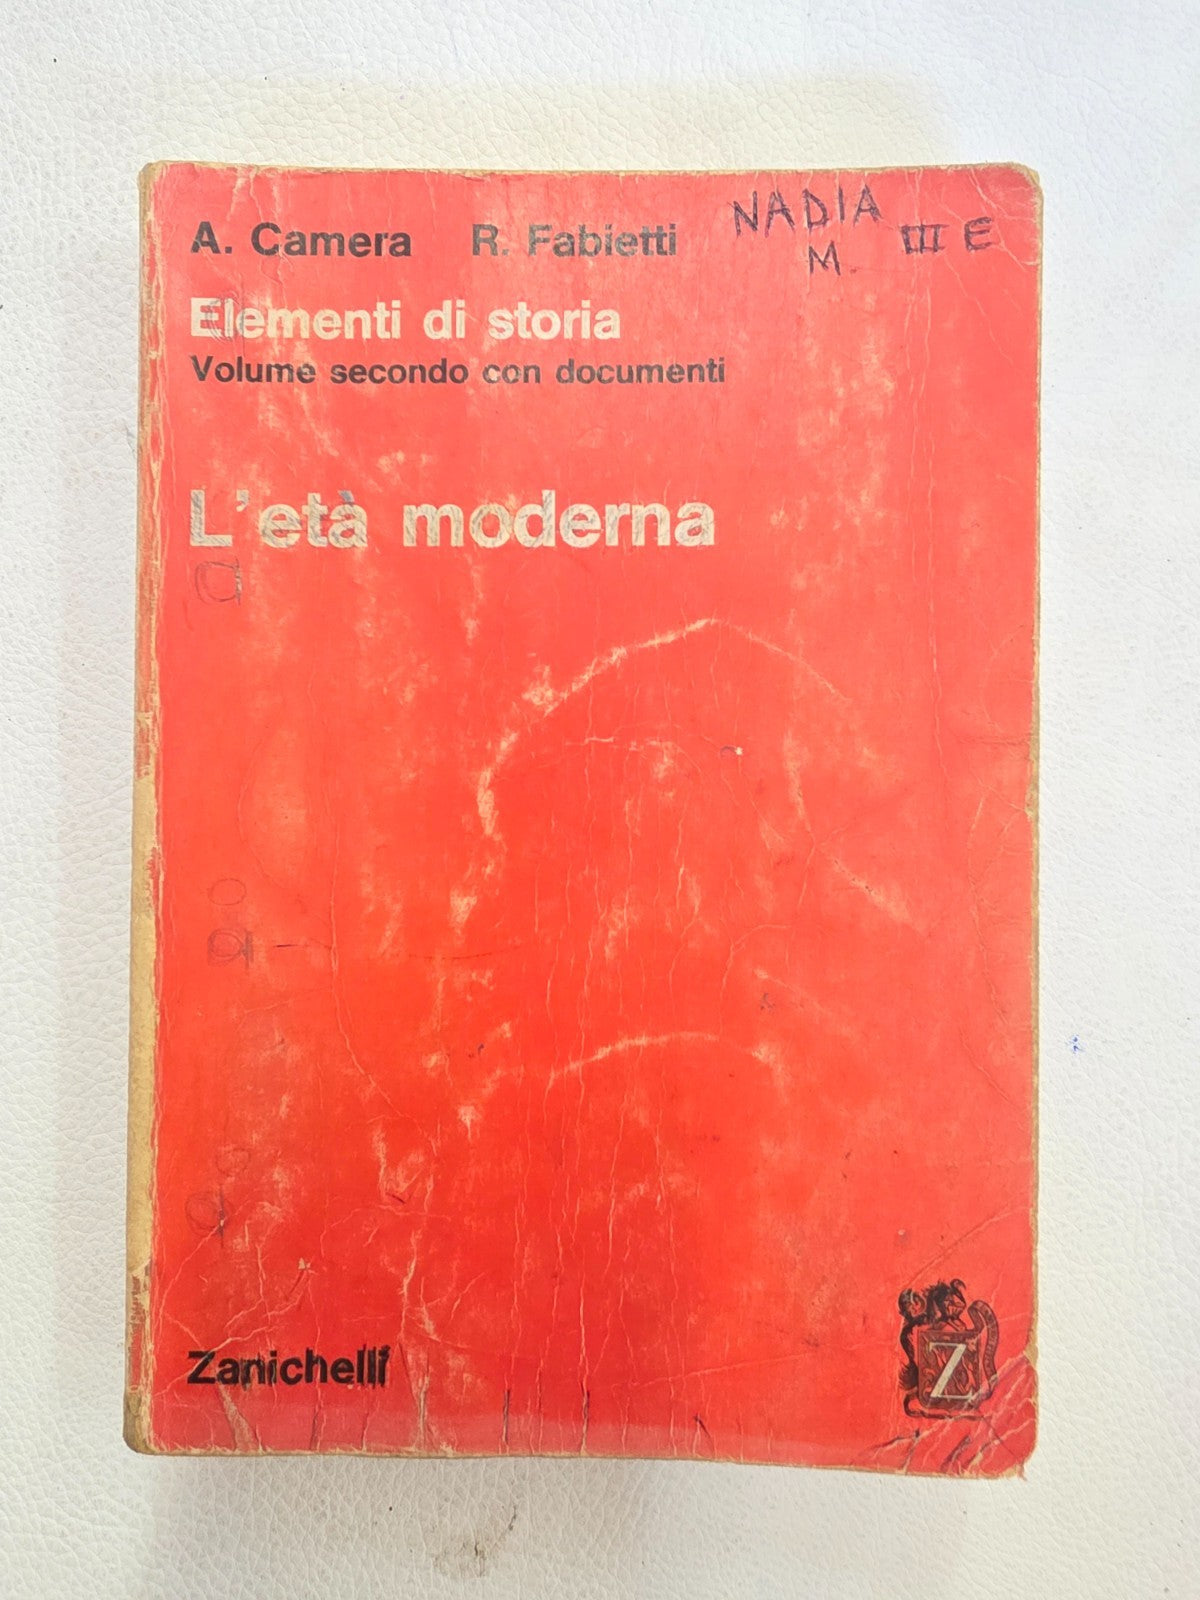 A. Camera R. Fabietti
NADIA
M. III E
Elementi di storia
Volume secondo con documenti
L'età moderna
Zanichelli
Z